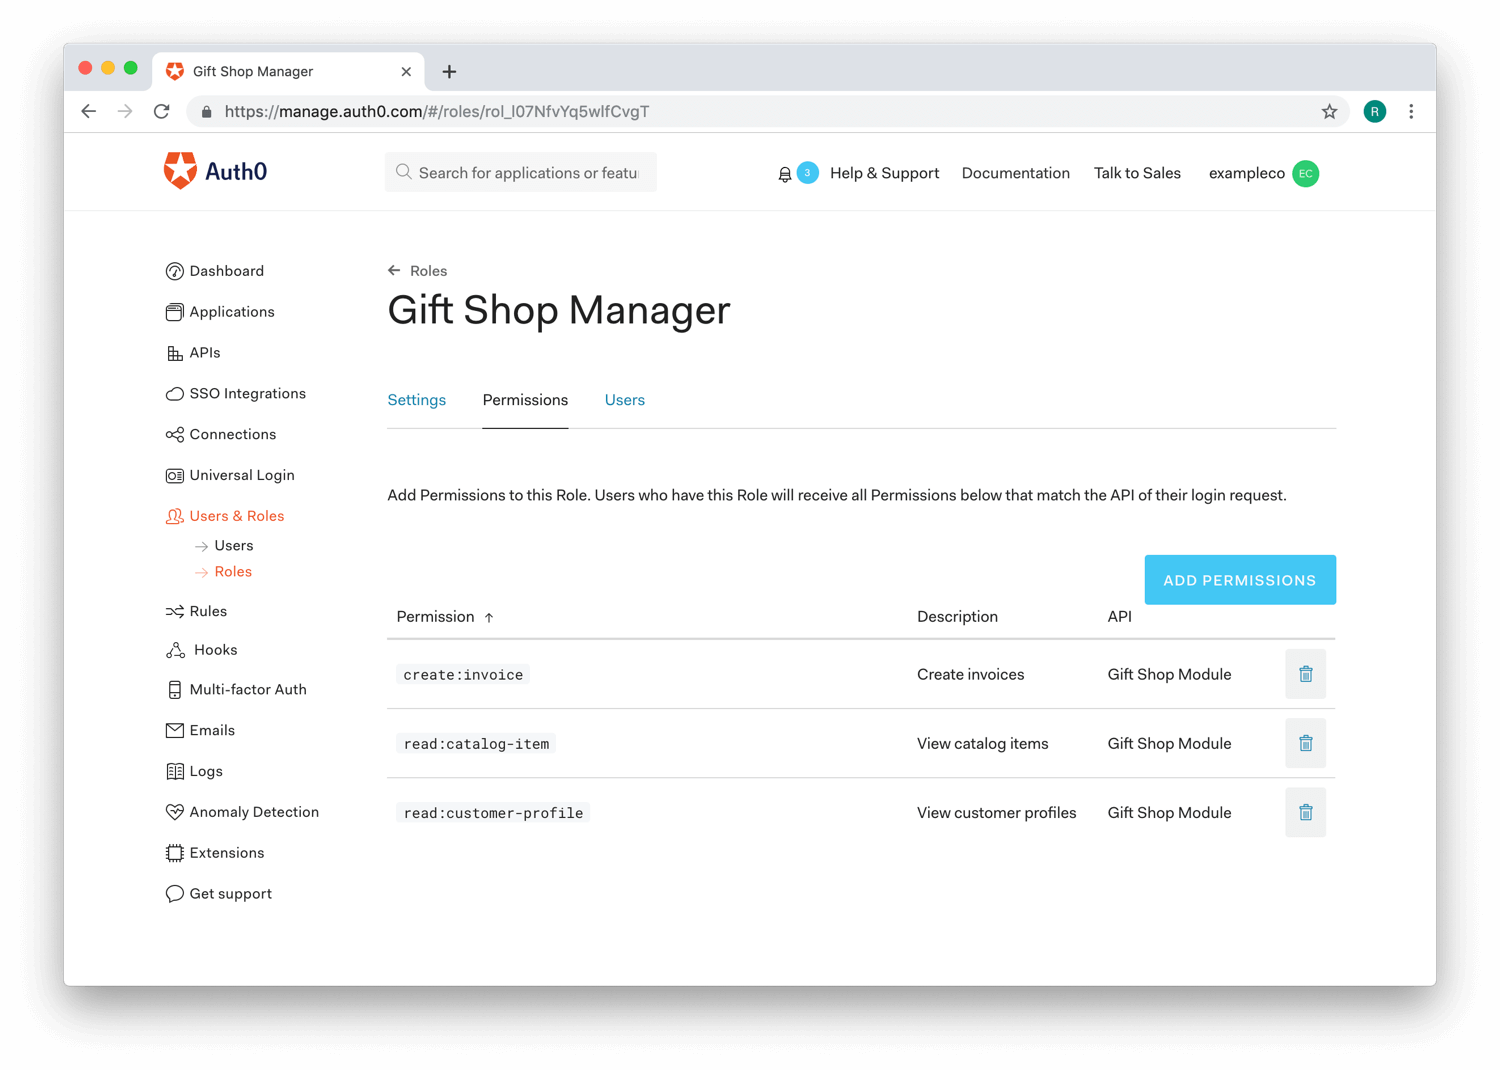 Gift Shop Manager
https://manage.auth0.com/#/roles/rol_l07NfvYq5wlfCvgT
R
Auth0
Search for applications or featu
3
Help & Support
Documentation
Talk to Sales
exampleco
EC
Dashboard
Applications
APIs
SSO Integrations
Connections
Universal Login
Users & Roles
Users
Roles
Rules
Hooks
Multi-factor Auth
Emails
Logs
Anomaly Detection
Extensions
Get support
Roles
Gift Shop Manager
Settings
Permissions
Users
Add Permissions to this Role. Users who have this Role will receive all Permissions below that match the API of their login request.
ADD PERMISSIONS
Permission ↑ Description API
create:invoice Create invoices Gift Shop Module
read:catalog-item View catalog items Gift Shop Module
read:customer-profile View customer profiles Gift Shop Module